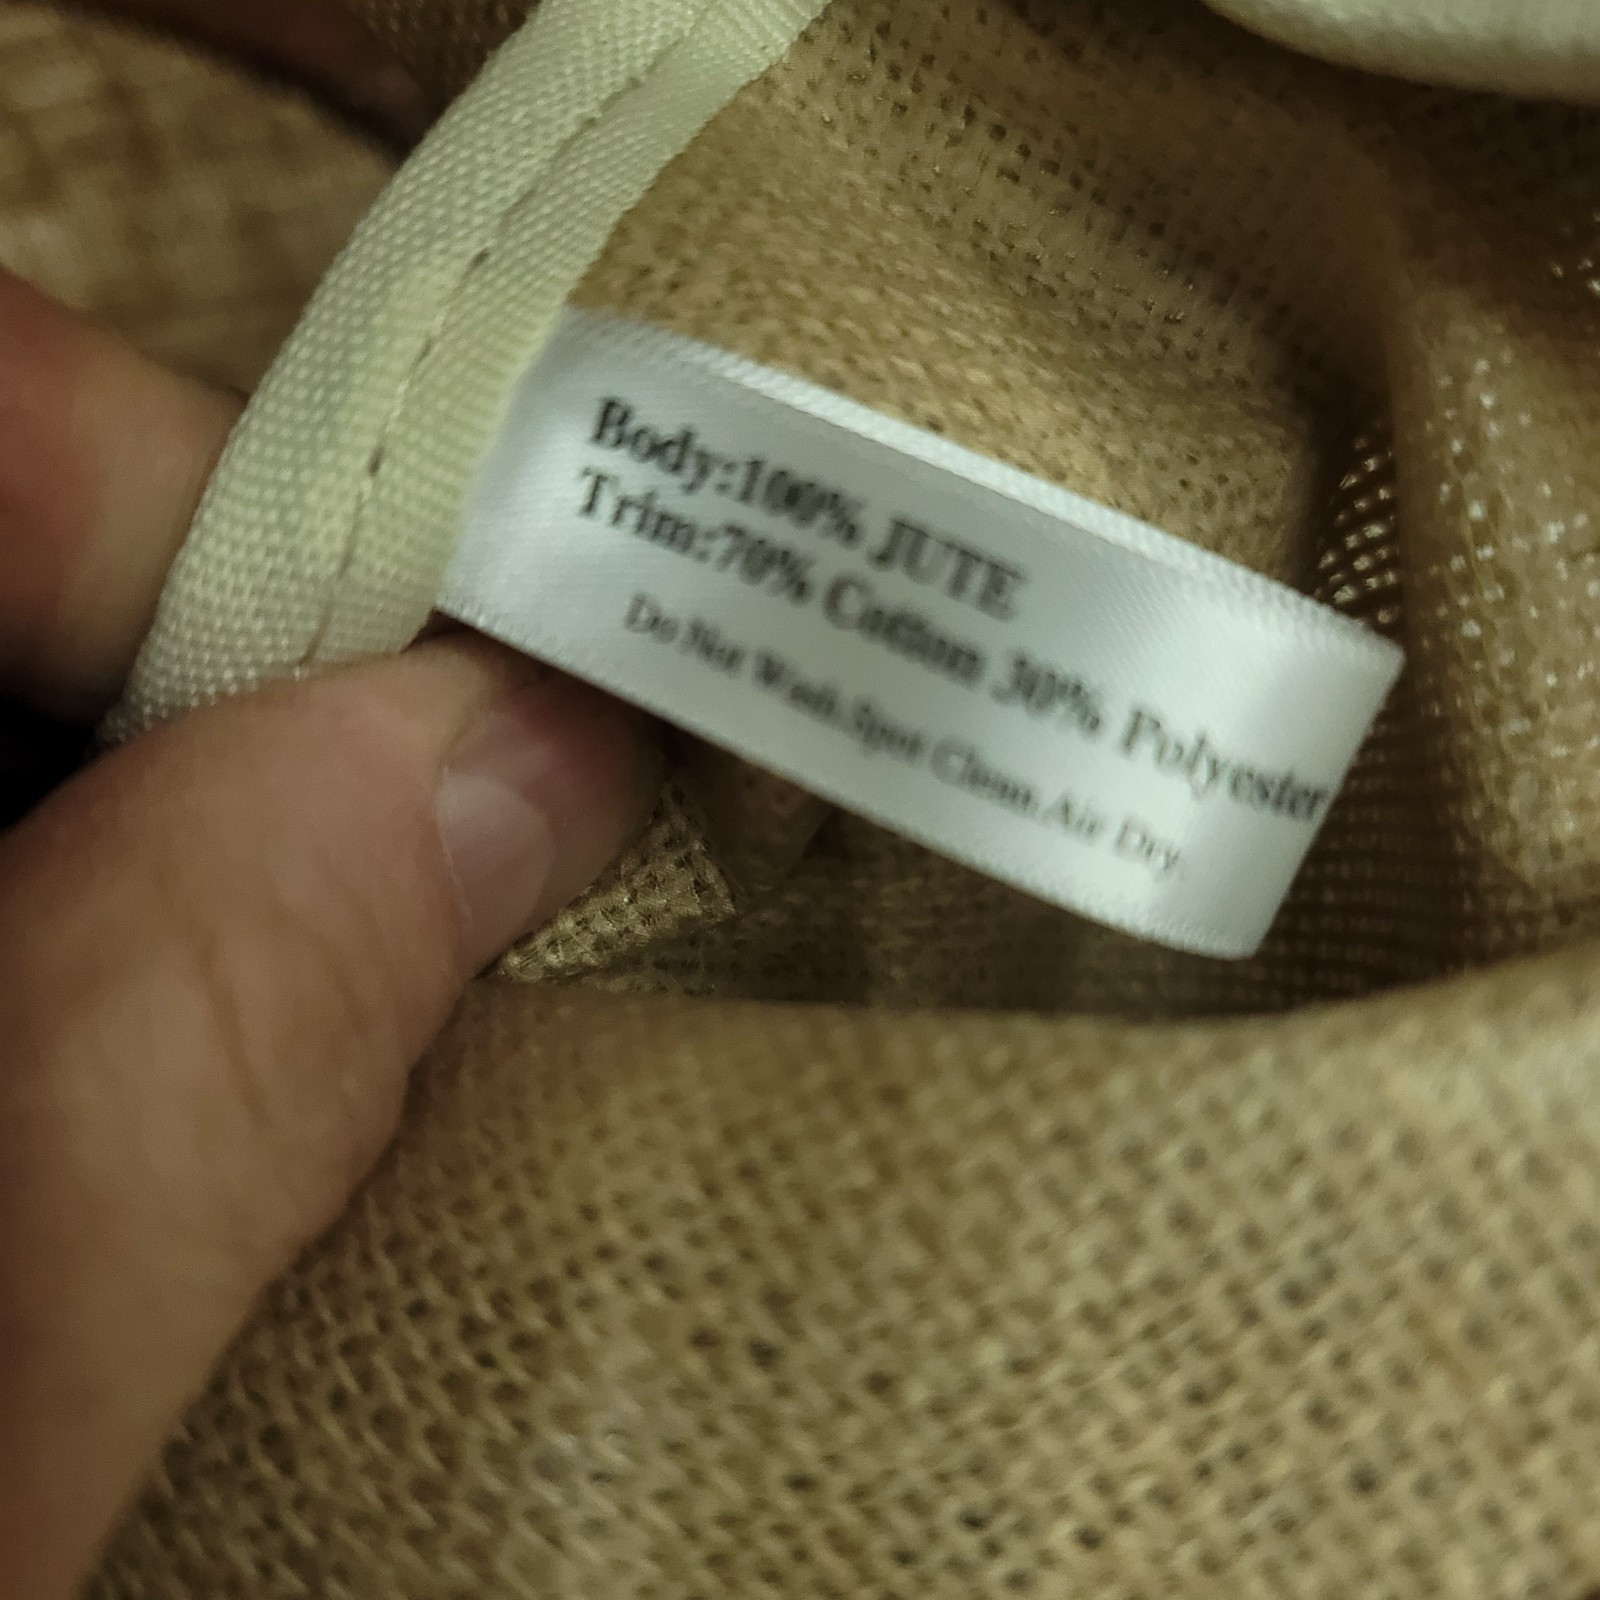 Body:100% JUTE
Trim:70% Cotton 30% Polyester
Do Not Wash.Spot Clean.Air Dry.